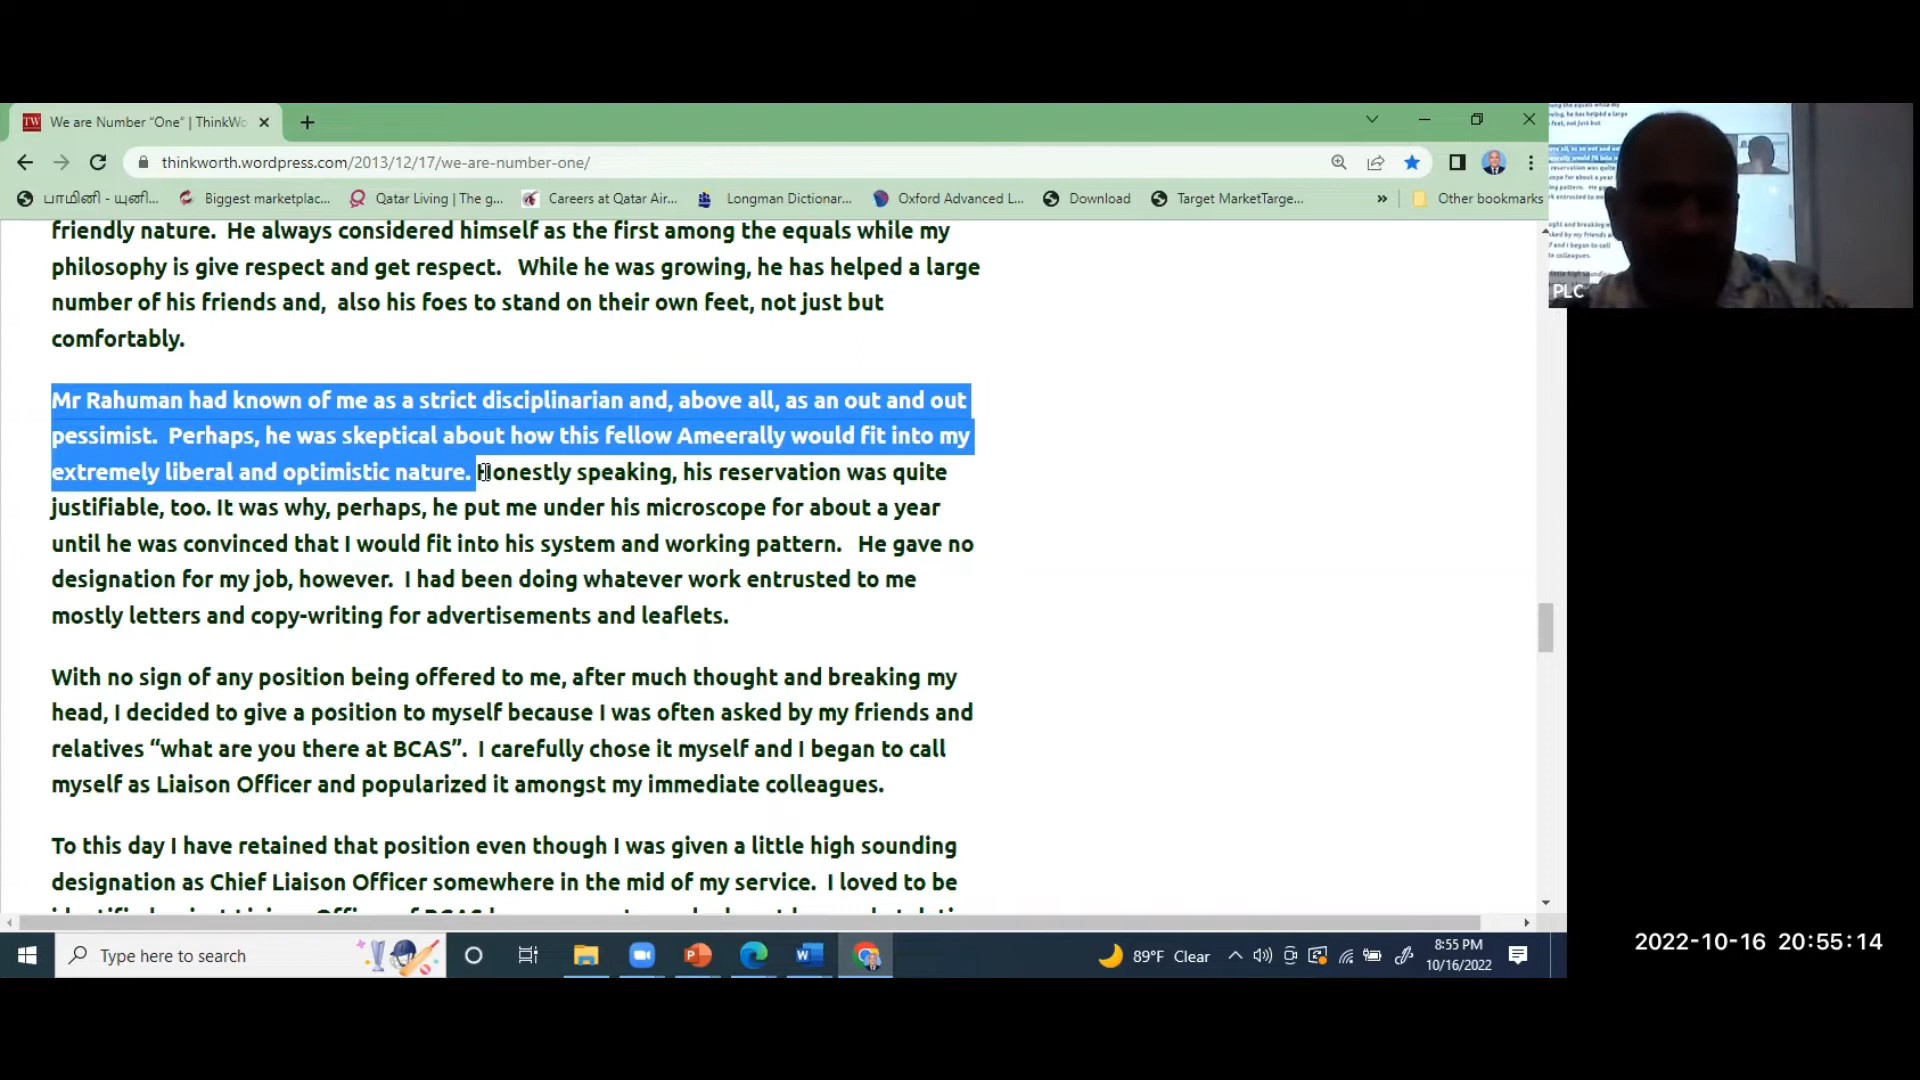 TW We are Number “One” | ThinkWo
thinkworth.wordpress.com/2013/12/17/we-are-number-one/
பாமினி - யுனி... Biggest marketplac... Qatar Living | The g... Careers at Qatar Air... Longman Dictionar... Oxford Advanced L... Download Target MarketTarge... » Other bookmarks
friendly nature. He always considered himself as the first among the equals while my
philosophy is give respect and get respect. While he was growing, he has helped a large
number of his friends and, also his foes to stand on their own feet, not just but
comfortably.
Mr Rahuman had known of me as a strict disciplinarian and, above all, as an out and out
pessimist. Perhaps, he was skeptical about how this fellow Ameerally would fit into my
extremely liberal and optimistic nature. Honestly speaking, his reservation was quite
justifiable, too. It was why, perhaps, he put me under his microscope for about a year
until he was convinced that I would fit into his system and working pattern. He gave no
designation for my job, however. I had been doing whatever work entrusted to me
mostly letters and copy-writing for advertisements and leaflets.
With no sign of any position being offered to me, after much thought and breaking my
head, I decided to give a position to myself because I was often asked by my friends and
relatives “what are you there at BCAS”. I carefully chose it myself and I began to call
myself as Liaison Officer and popularized it amongst my immediate colleagues.
To this day I have retained that position even though I was given a little high sounding
designation as Chief Liaison Officer somewhere in the mid of my service. I loved to be
PLC
Type here to search
89°F Clear
8:55 PM
10/16/2022
2022-10-16 20:55:14